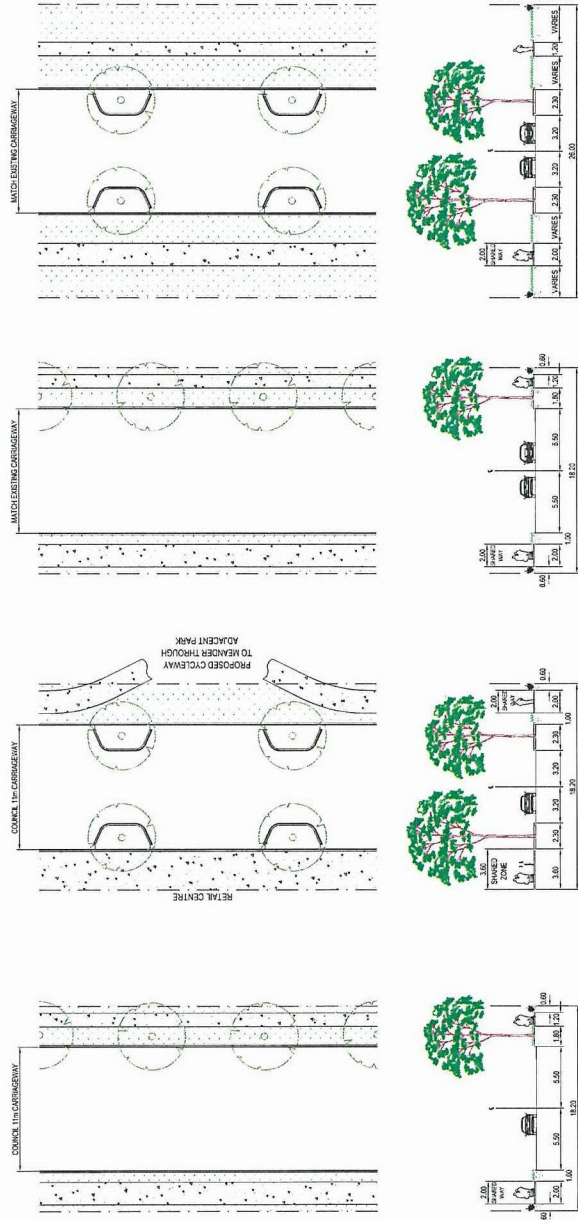 COUNCIL 11m CARRIAGEWAY
2.00
SHARED
WAY
.60
2.00
1.00
5.50
5.50
1.80
1.20
0.60
18.20
COUNCIL 11m CARRIAGEWAY
RETAIL CENTRE
PROPOSED CYCLEWAY
TO MEANDER THROUGH
ADJACENT PARK
3.60
SHARED
ZONE
3.60
2.30
3.20
3.20
2.30
1.00
2.00
SHARED
WAY
2.00
0.60
18.20
MATCH EXISTING CARRIAGEWAY
2.00
SHARED
WAY
0.60
2.00
1.00
5.50
5.50
1.80
1.20
0.60
18.20
MATCH EXISTING CARRIAGEWAY
2.00
SHARED
WAY
VARIES
2.00
VARIES
2.30
3.20
3.20
2.30
VARIES
1.20
VARIES
26.00